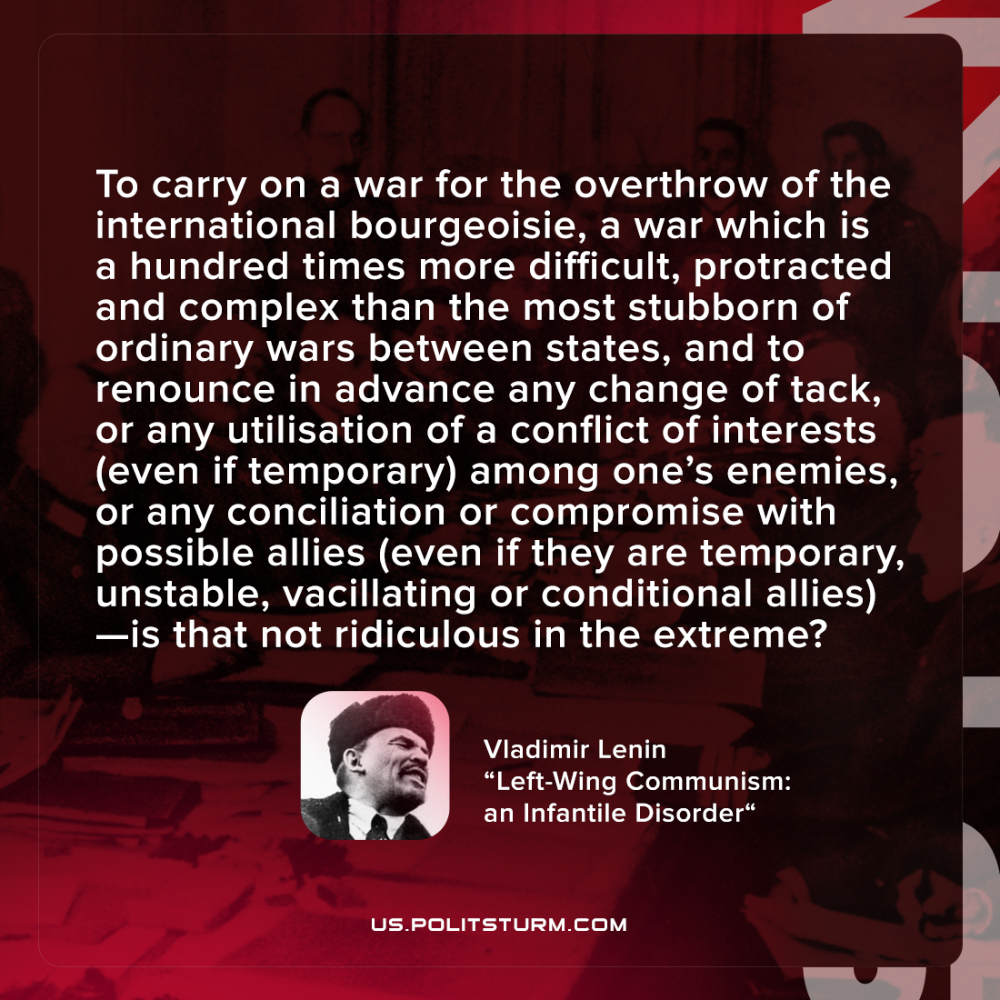 To carry on a war for the overthrow of the
international bourgeoisie, a war which is
a hundred times more difficult, protracted
and complex than the most stubborn of
ordinary wars between states, and to
renounce in advance any change of tack,
or any utilisation of a conflict of interests
(even if temporary) among one’s enemies,
or any conciliation or compromise with
possible allies (even if they are temporary,
unstable, vacillating or conditional allies)
—is that not ridiculous in the extreme?
Vladimir Lenin
“Left-Wing Communism:
an Infantile Disorder“
US.POLITSTURM.COM